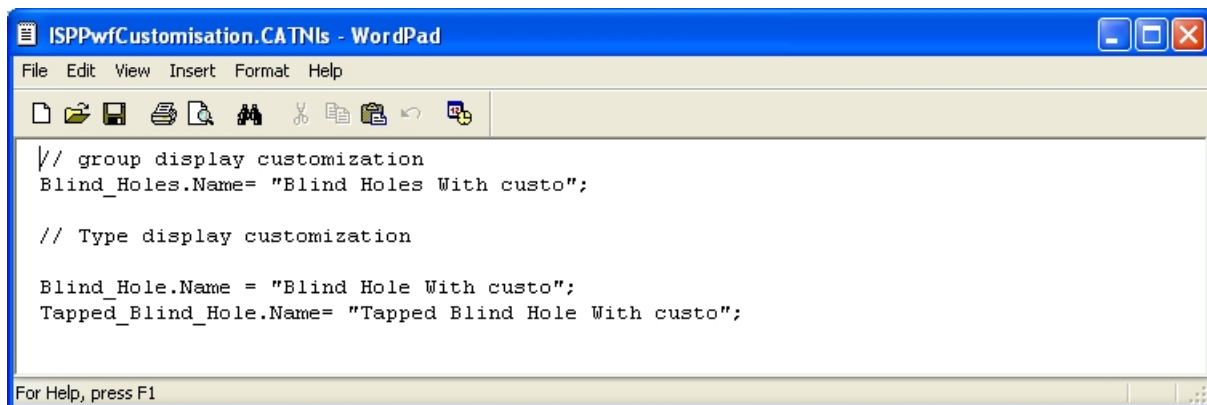 ISPPwfCustomisation.CATNls - WordPad
File Edit View Insert Format Help
// group display customization
Blind_Holes.Name= "Blind Holes With custo";
// Type display customization
Blind_Hole.Name = "Blind Hole With custo";
Tapped_Blind_Hole.Name= "Tapped Blind Hole With custo";
For Help, press F1